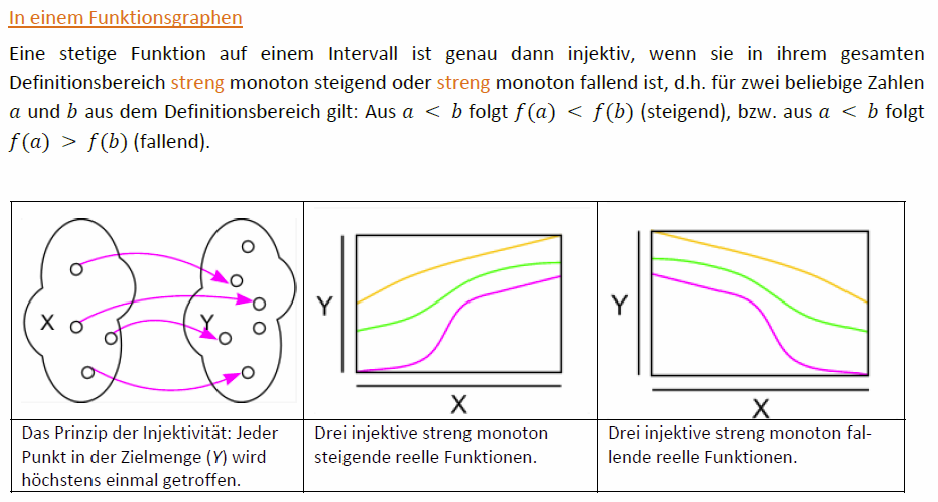 In einem Funktionsgraphen
Eine stetige Funktion auf einem Intervall ist genau dann injektiv, wenn sie in ihrem gesamten
Definitionsbereich streng monoton steigend oder streng monoton fallend ist, d.h. für zwei beliebige Zahlen
a und b aus dem Definitionsbereich gilt: Aus a < b folgt f(a) < f(b) (steigend), bzw. aus a < b folgt
f(a) > f(b) (fallend).
X
Y
Das Prinzip der Injektivität: Jeder
Punkt in der Zielmenge (Y) wird
höchstens einmal getroffen.
Y
X
Drei injektive streng monoton
steigende reelle Funktionen.
Y
X
Drei injektive streng monoton fal-
lende reelle Funktionen.